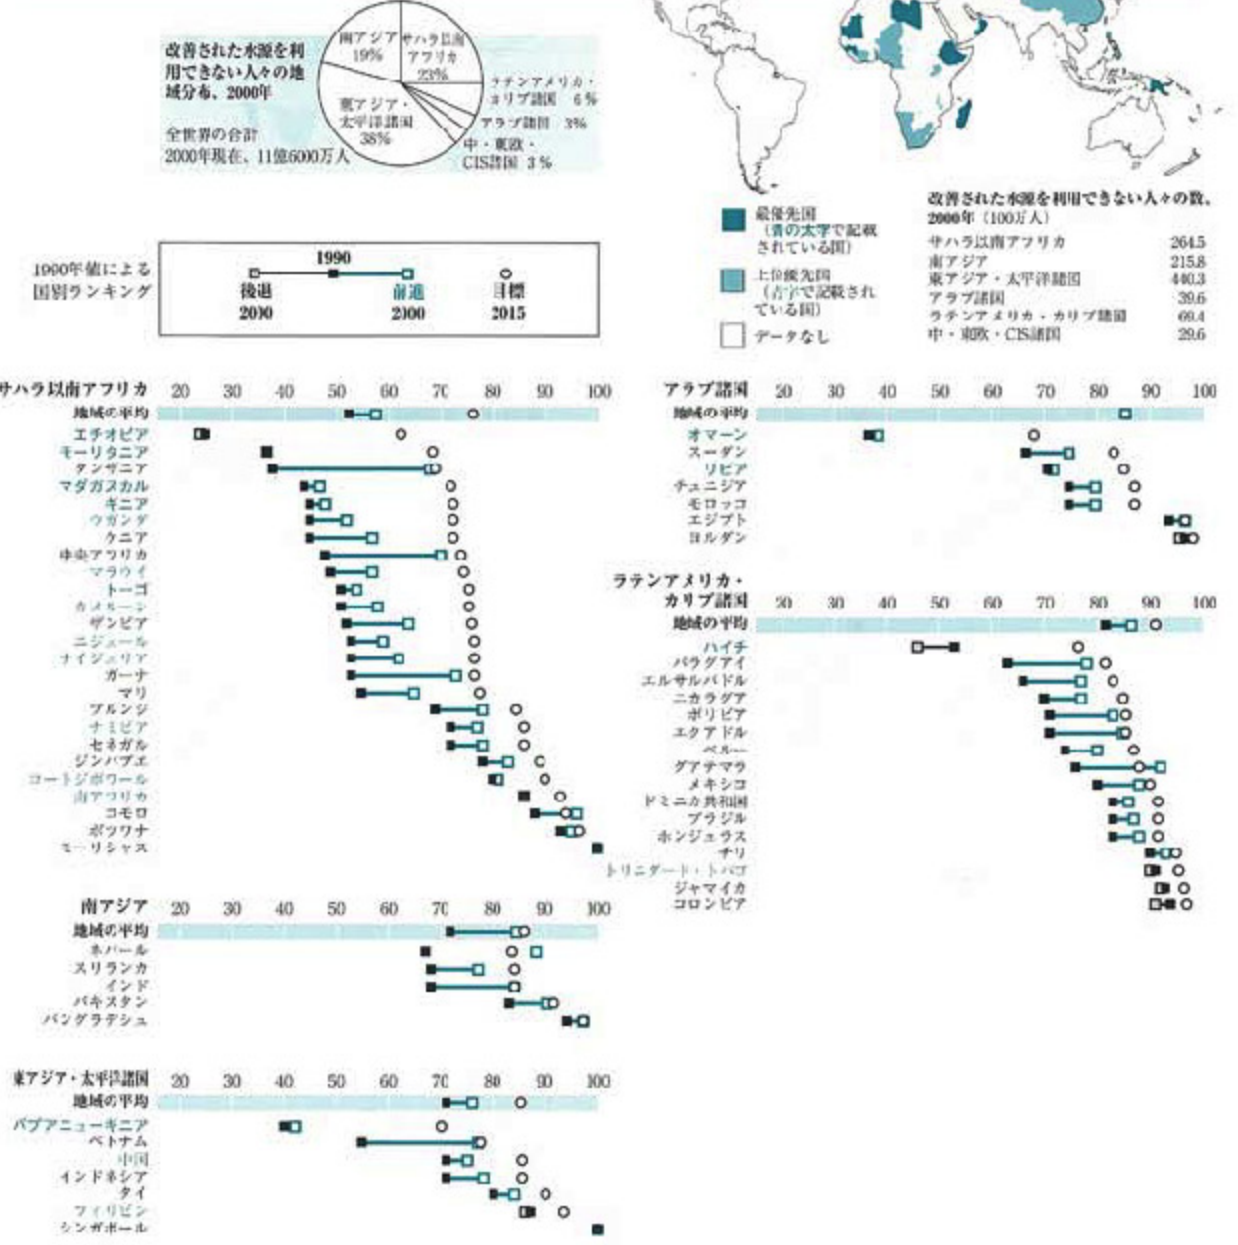 改善された水源を利
用できない人々の地
域分布、2000年
全世界の合計
2000年現在、11億6000万人
南アジア
19%
サハラ以南
アフリカ
23%
ラテンアメリカ・
カリブ諸国 6%
アラブ諸国 3%
中・東欧・
CIS諸国 3%
東アジア・
太平洋諸国
38%
最優先国
（青の太字で記載
されている国）
上位優先国
（青字で記載され
ている国）
データなし
改善された水源を利用できない人々の数、
2000年（100万人）
サハラ以南アフリカ 264.5
南アジア 215.8
東アジア・太平洋諸国 440.3
アラブ諸国 39.6
ラテンアメリカ・カリブ諸国 69.4
中・東欧・CIS諸国 29.6
1990年値による
国別ランキング
1990
後退 前進 目標
2000 2000 2015
サハラ以南アフリカ 20 30 40 50 60 70 80 90 100
地域の平均
エチオピア
モーリタニア
タンザニア
マダガスカル
ギニア
ウガンダ
ケニア
中央アフリカ
マラウイ
トーゴ
カメルーン
ザンビア
ニジェール
ナイジェリア
ガーナ
マリ
ブルンジ
ナミビア
セネガル
ジンバブエ
コートジボワール
南アフリカ
コモロ
ボツワナ
モーリシャス
南アジア 20 30 40 50 60 70 80 90 100
地域の平均
ネパール
スリランカ
インド
パキスタン
バングラデシュ
東アジア・太平洋諸国 20 30 40 50 60 70 80 90 100
地域の平均
パプアニューギニア
ベトナム
中国
インドネシア
タイ
フィリピン
シンガポール
アラブ諸国 20 30 40 50 60 70 80 90 100
地域の平均
オマーン
スーダン
リビア
チュニジア
モロッコ
エジプト
ヨルダン
ラテンアメリカ・
カリブ諸国 20 30 40 50 60 70 80 90 100
地域の平均
ハイチ
パラグアイ
エルサルバドル
ニカラグア
ボリビア
エクアドル
ペルー
グアテマラ
メキシコ
ドミニカ共和国
ブラジル
ホンジュラス
チリ
トリニダード・トバゴ
ジャマイカ
コロンビア